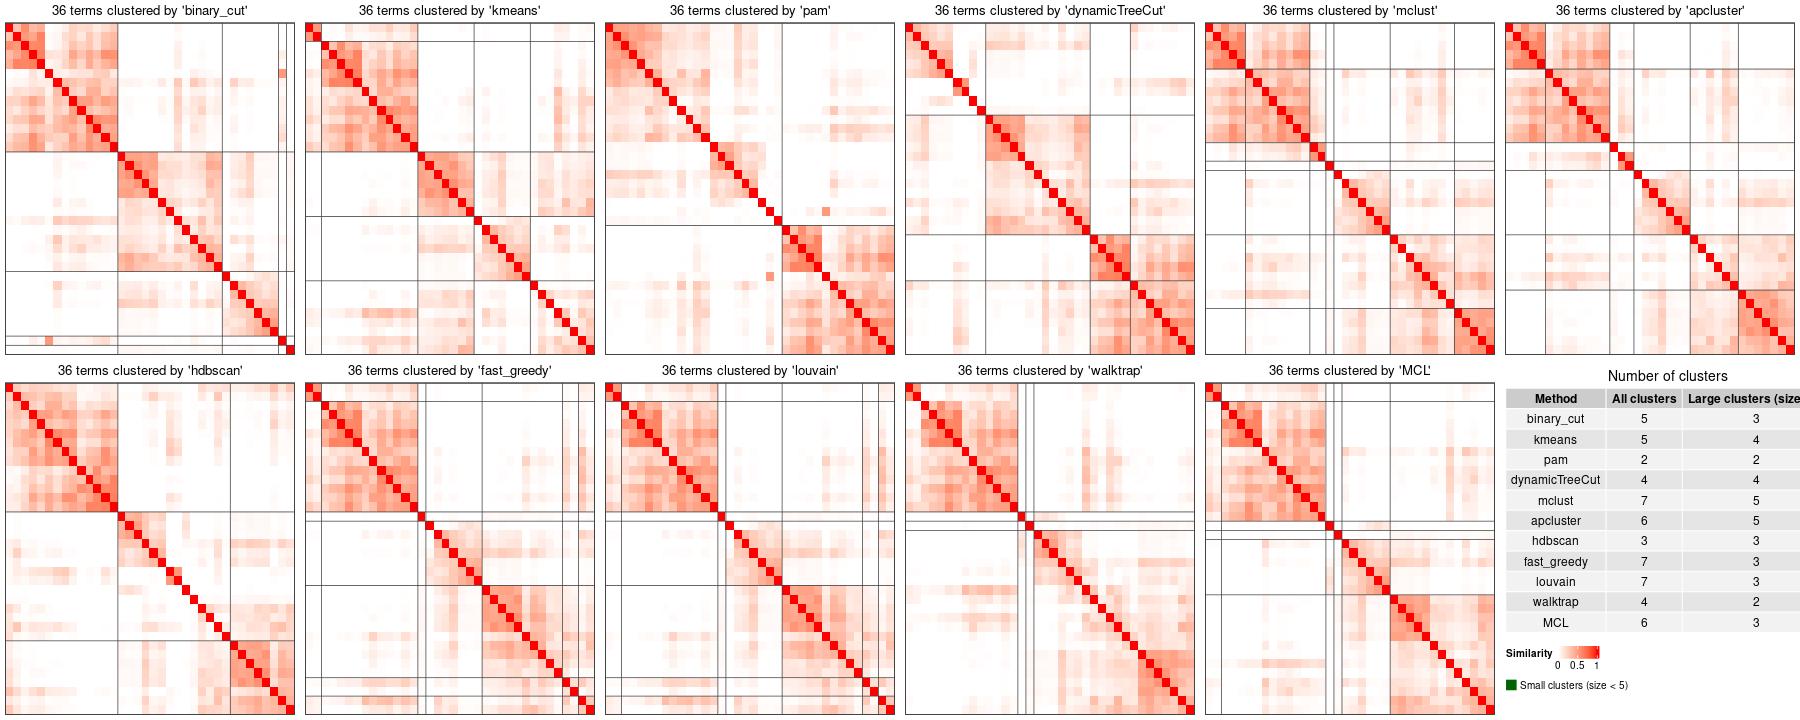 36 terms clustered by 'binary_cut'
36 terms clustered by 'kmeans'
36 terms clustered by 'pam'
36 terms clustered by 'dynamicTreeCut'
36 terms clustered by 'mclust'
36 terms clustered by 'apcluster'
36 terms clustered by 'hdbscan'
36 terms clustered by 'fast_greedy'
36 terms clustered by 'louvain'
36 terms clustered by 'walktrap'
36 terms clustered by 'MCL'
Number of clusters
Method All clusters Large clusters (size
binary_cut 5 3
kmeans 5 4
pam 2 2
dynamicTreeCut 4 4
mclust 7 5
apcluster 6 5
hdbscan 3 3
fast_greedy 7 3
louvain 7 3
walktrap 4 2
MCL 6 3
Similarity
0 0.5 1
Small clusters (size < 5)